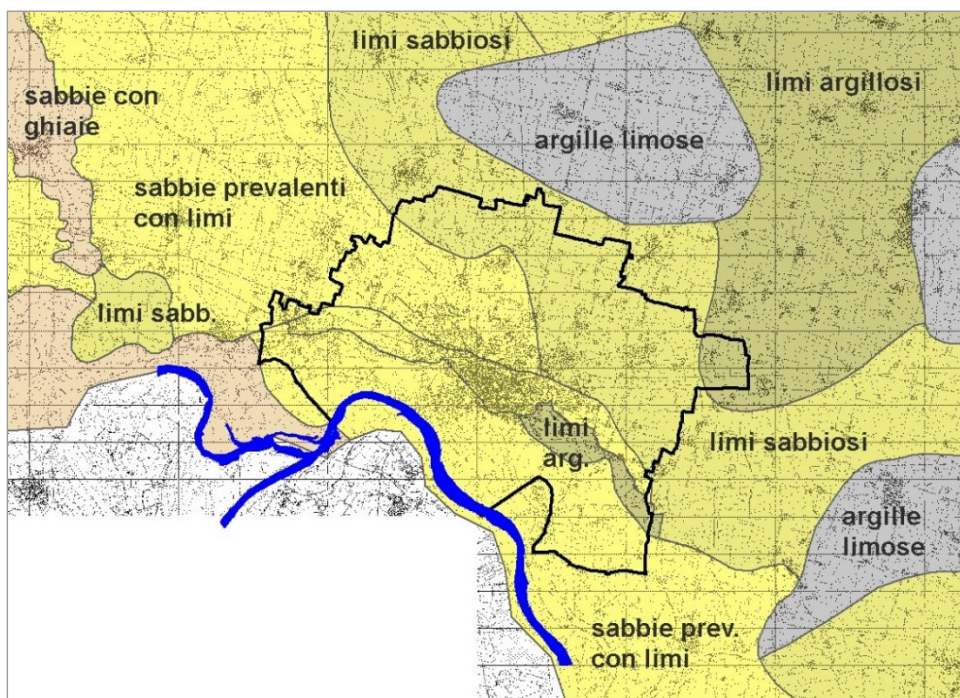 limi sabbiosi
limi argillosi
sabbie con
ghiaie
argille limose
sabbie prevalenti
con limi
limi sabb.
limi
arg.
limi sabbiosi
argille
limose
sabbie prev.
con limi